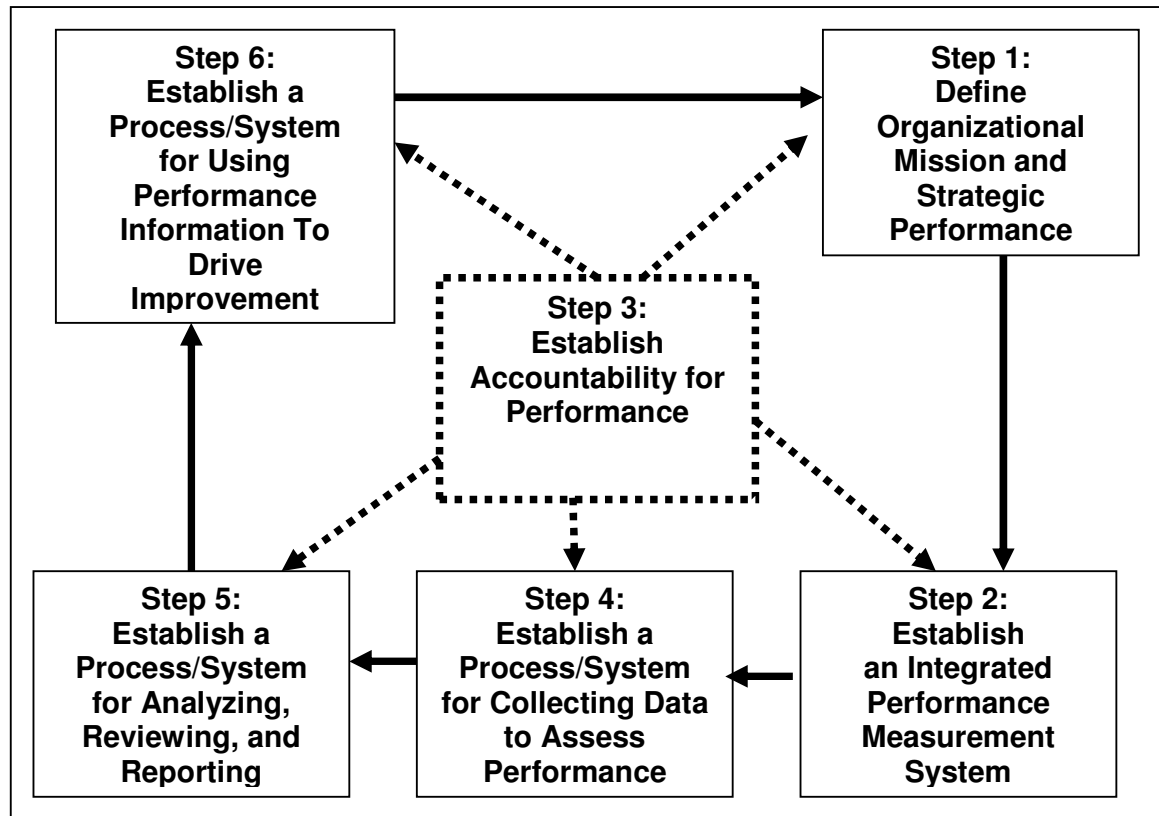 Step 6:
Establish a
Process/System
for Using
Performance
Information To
Drive
Improvement
Step 1:
Define
Organizational
Mission and
Strategic
Performance
Step 3:
Establish
Accountability for
Performance
Step 5:
Establish a
Process/System
for Analyzing,
Reviewing, and
Reporting
Step 4:
Establish a
Process/System
for Collecting Data
to Assess
Performance
Step 2:
Establish
an Integrated
Performance
Measurement
System